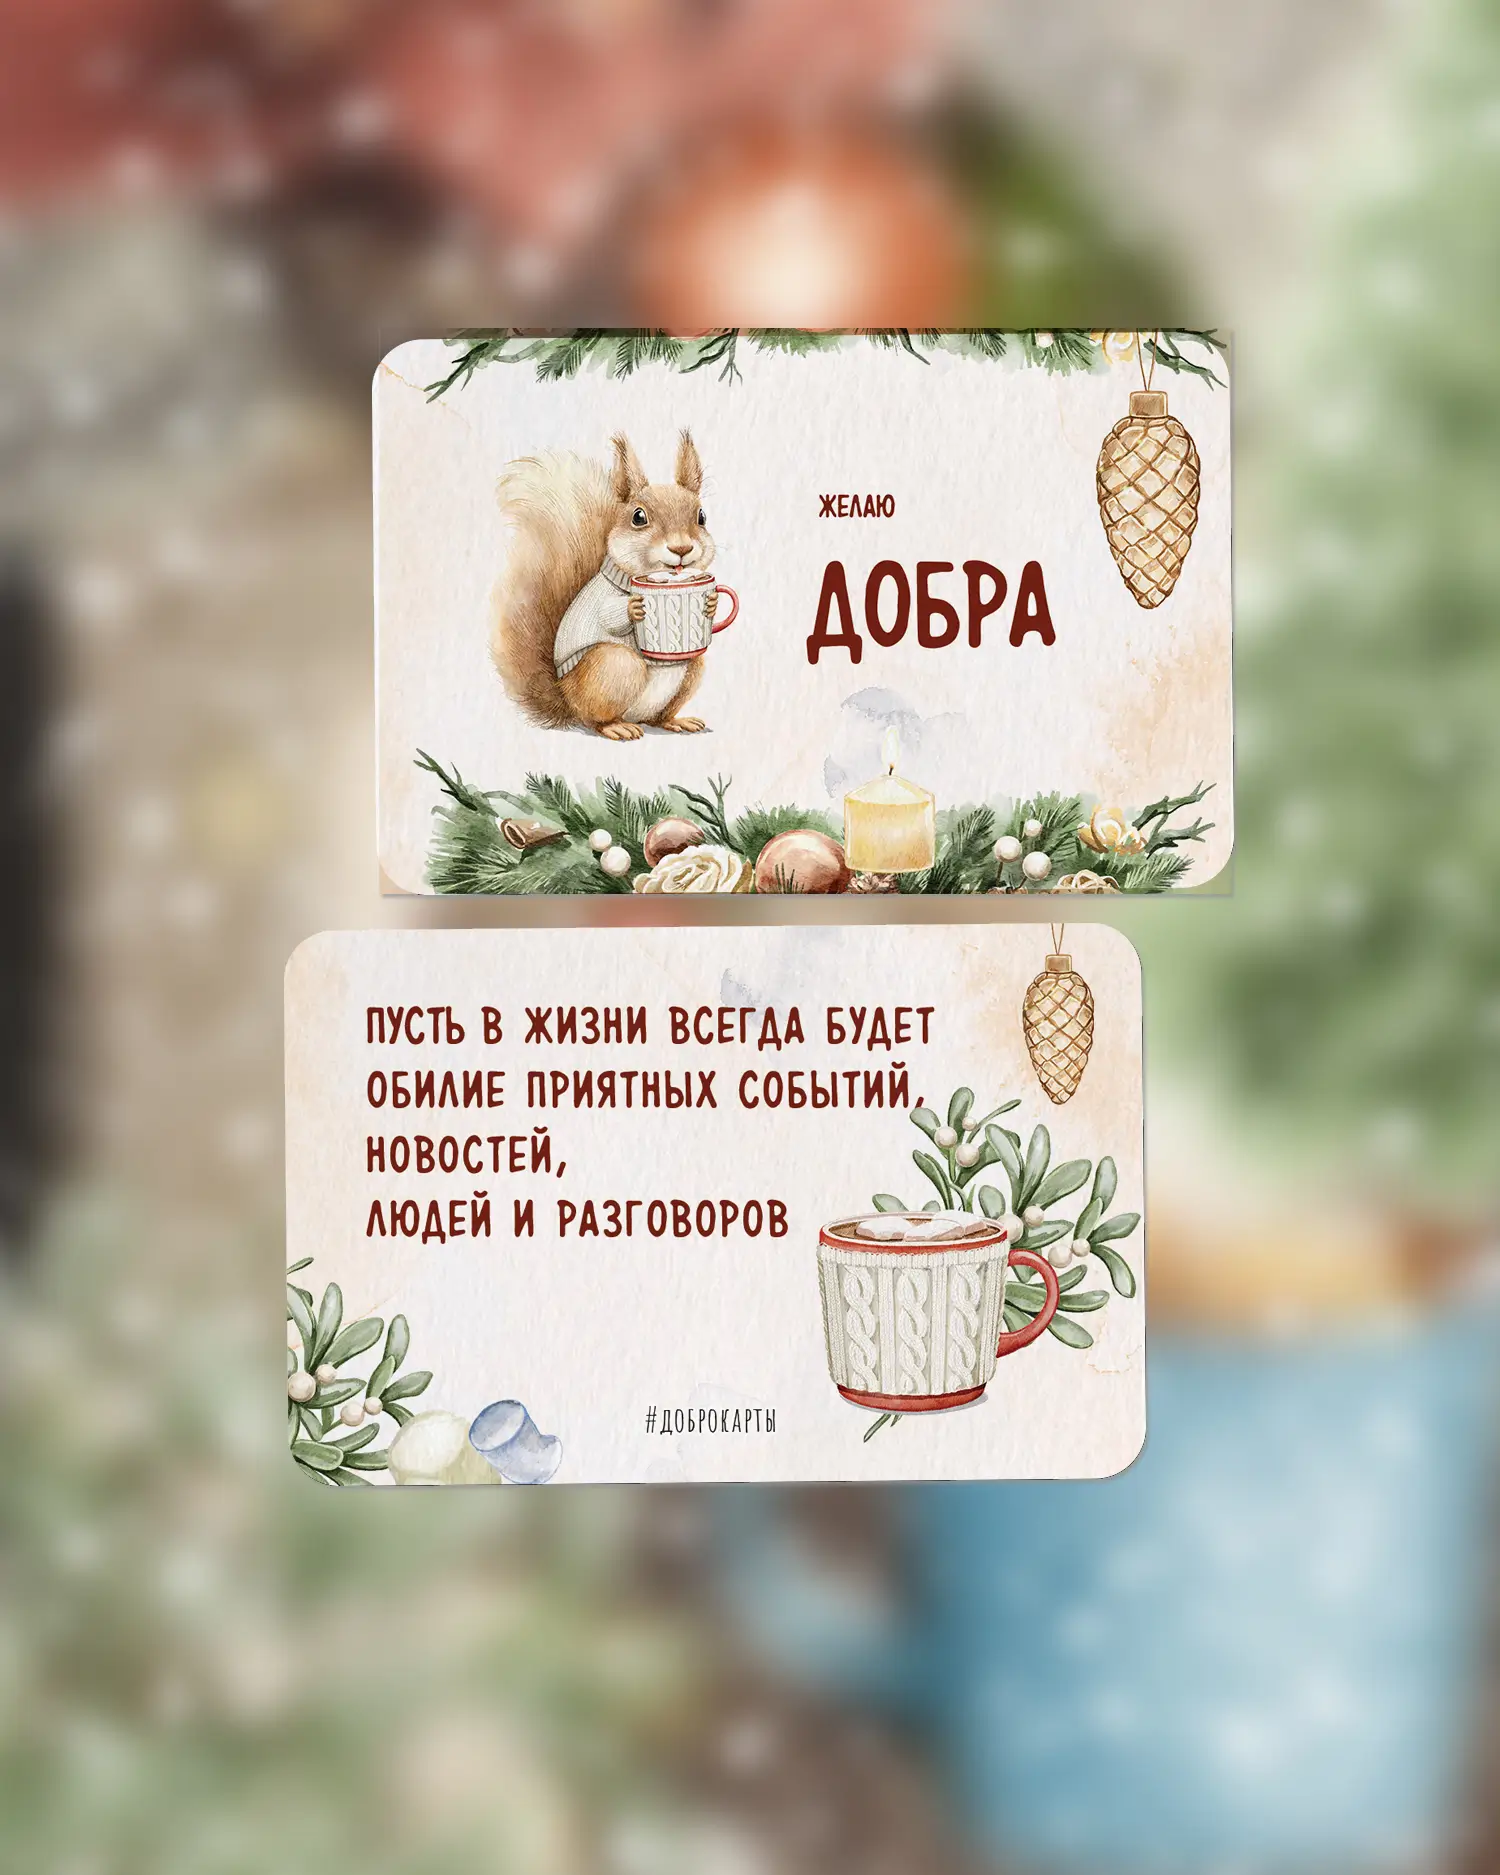 ЖЕЛАЮ
ДОБРА
ПУСТЬ В ЖИЗНИ ВСЕГДА БУДЕТ
ОБИЛИЕ ПРИЯТНЫХ СОБЫТИЙ,
НОВОСТЕЙ,
ЛЮДЕЙ И РАЗГОВОРОВ
#ДОБРОКАРТЫ